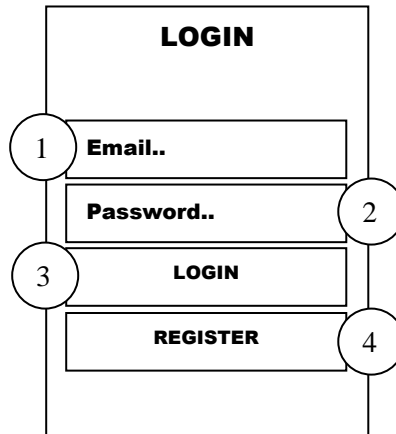 LOGIN
1
Email..
Password..
2
3
LOGIN
REGISTER
4